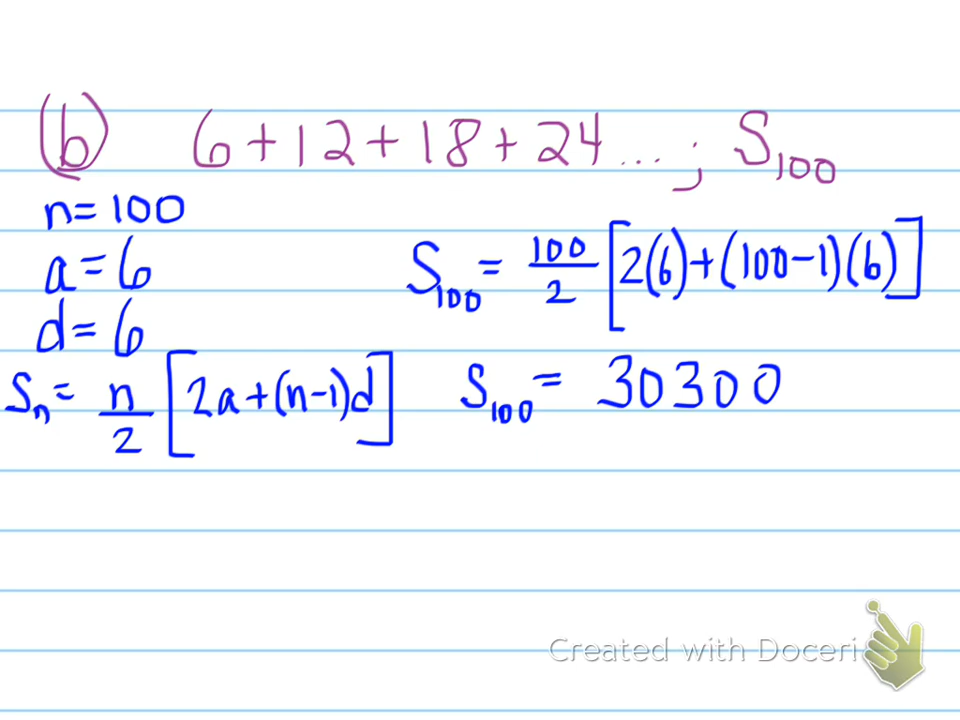 (b) 6+12+18+24... ; S₁₀₀
n=100
a=6
d=6
Sₙ= n/2 [2a+(n-1)d]
S₁₀₀ = 100/2 [2(6)+(100-1)(6)]
S₁₀₀ = 30300
Created with Doceri